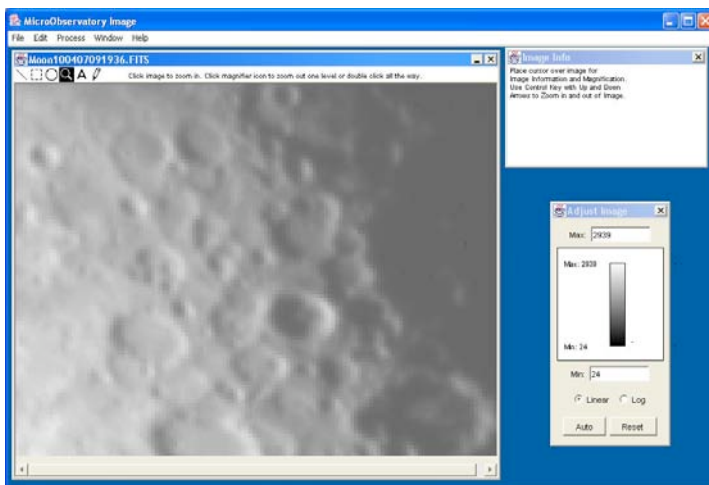 MicroObservatory Image
File Edit Process Window Help
Moon100407091936.FITS
A
Click image to zoom in. Click magnifier icon to zoom out one level or double click all the way.
Image Info
Place cursor over image for
Image Information and Magnification.
Use Control Key with Up and Down
Arrows to Zoom in and out of Image.
Adjust Image
Max: 2939
Max: 2939
Min: 24
Min: 24
Linear Log
Auto Reset